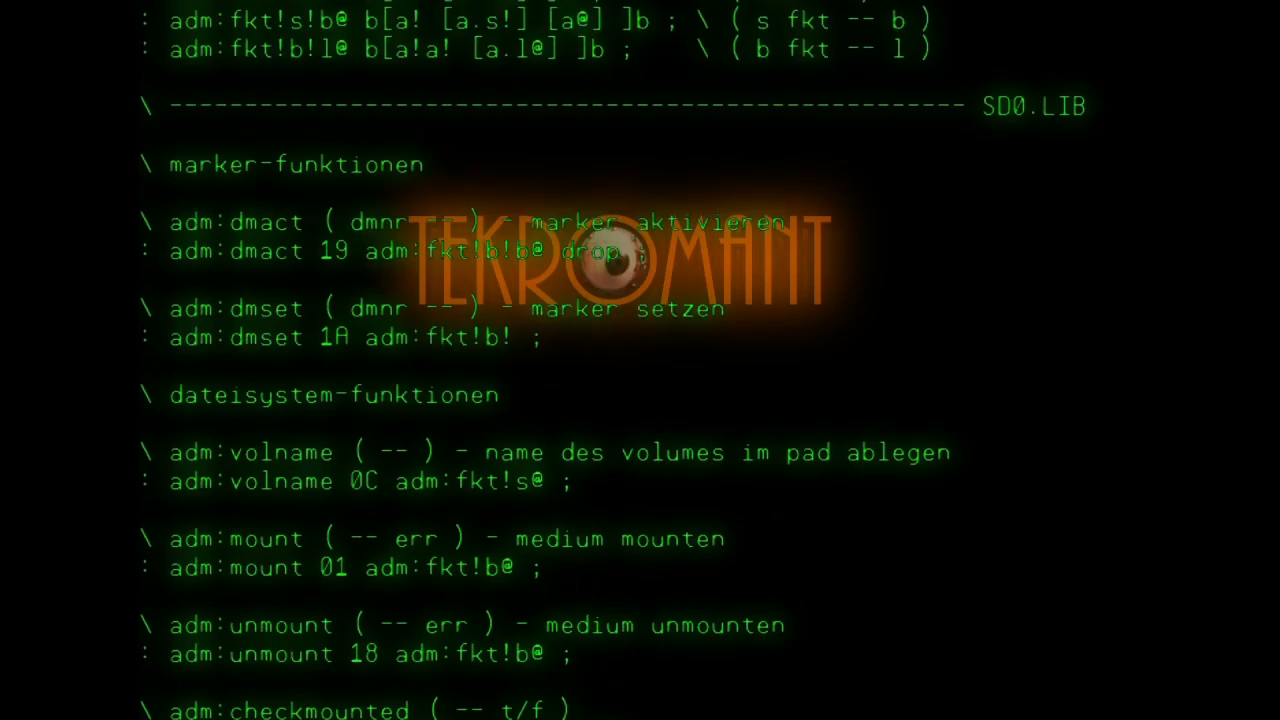 : adm:fkt!s!b@ b[a! [a.s!] [a@] ]b ; \ ( s fkt -- b )
: adm:fkt!b!l@ b[a!a! [a.l@] ]b ; \ ( b fkt -- l )
\ ----------------------------------------------------- SD0.LIB
\ marker-funktionen
\ adm:dmact ( dmnr -- ) - marker aktivieren
: adm:dmact 19 adm:fkt!b!b@ drop ;
TEKROMANT
\ adm:dmset ( dmnr -- ) - marker setzen
: adm:dmset 1A adm:fkt!b! ;
\ dateisystem-funktionen
\ adm:volname ( -- ) - name des volumes im pad ablegen
: adm:volname 0C adm:fkt!s@ ;
\ adm:mount ( -- err ) - medium mounten
: adm:mount 01 adm:fkt!b@ ;
\ adm:unmount ( -- err ) - medium unmounten
: adm:unmount 18 adm:fkt!b@ ;
\ adm:checkmounted ( -- t/f )